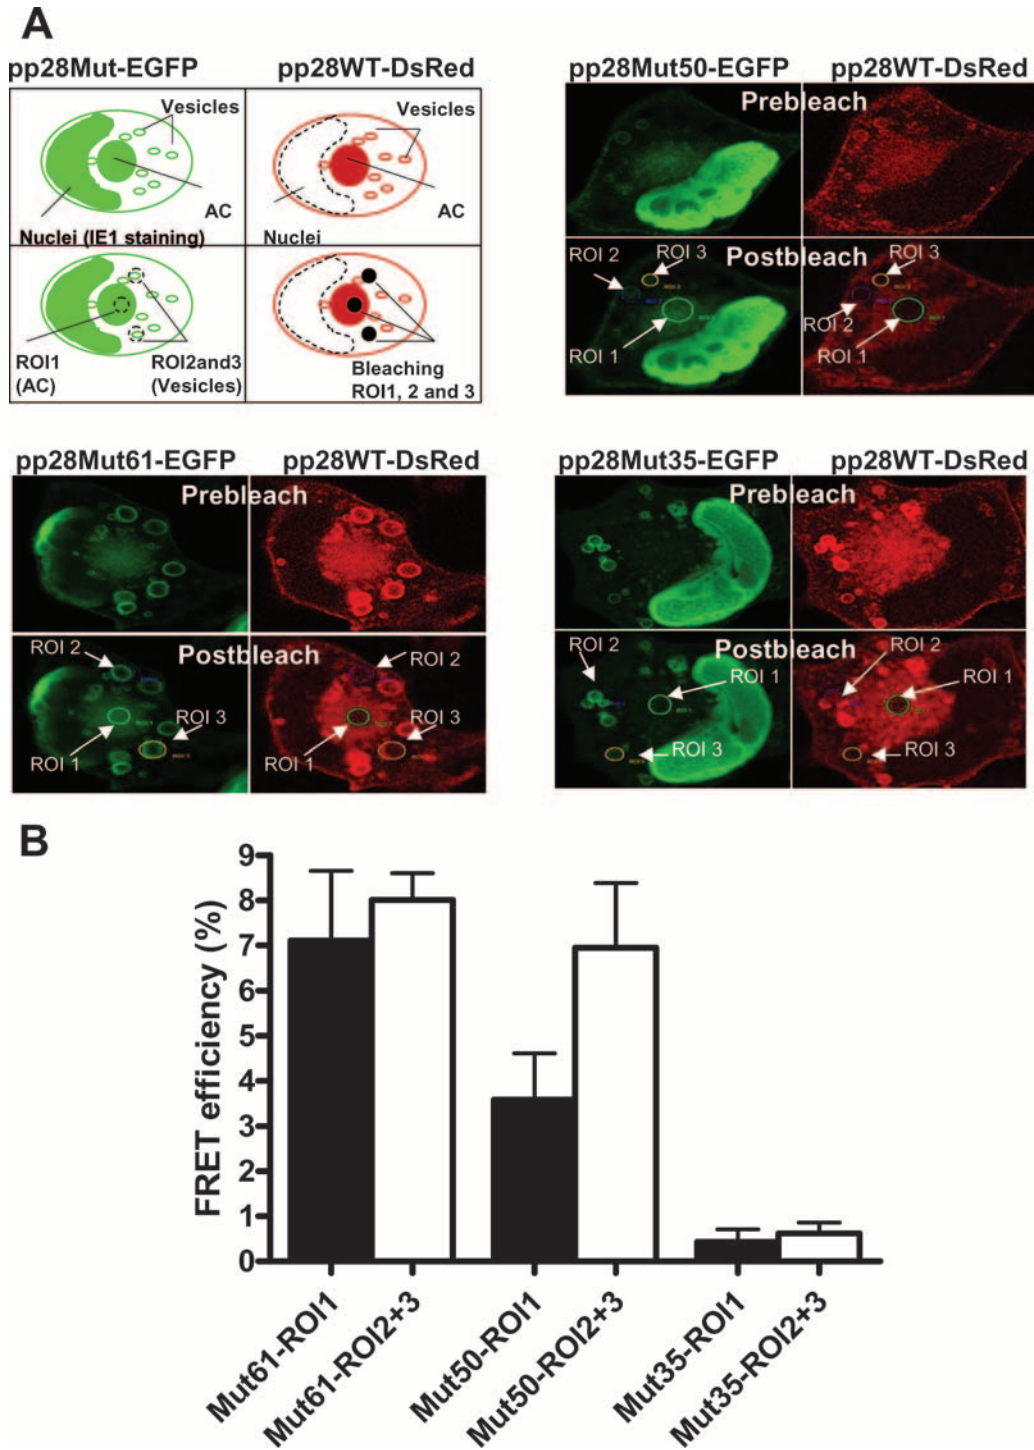 A
pp28Mut-EGFP
pp28WT-DsRed
Vesicles
AC
Nuclei (IE1 staining)
Vesicles
AC
Nuclei
ROI1
(AC)
ROI2and3
(Vesicles)
Bleaching
ROI1, 2 and 3
pp28Mut50-EGFP
pp28WT-DsRed
Prebleach
Postbleach
ROI 2
ROI 3
ROI 1
ROI 3
ROI 2
ROI 1
pp28Mut61-EGFP
pp28WT-DsRed
Prebleach
Postbleach
ROI 2
ROI 3
ROI 1
ROI 2
ROI 3
ROI 1
pp28Mut35-EGFP
pp28WT-DsRed
Prebleach
Postbleach
ROI 2
ROI 1
ROI 3
ROI 2
ROI 1
ROI 3
B
FRET efficiency (%)
9
8
7
6
5
4
3
2
1
0
Mut61-ROI1
Mut61-ROI2+3
Mut50-ROI1
Mut50-ROI2+3
Mut35-ROI1
Mut35-ROI2+3